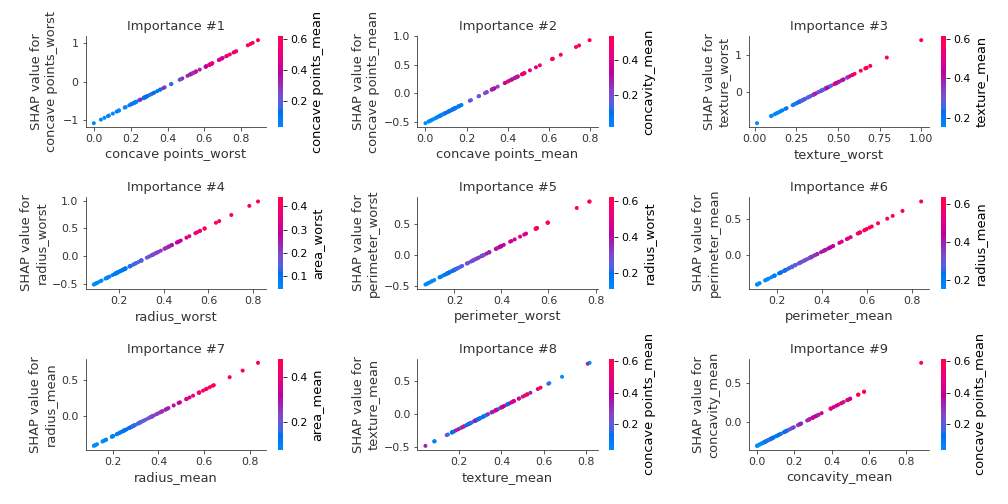 Importance #1
SHAP value for
concave points_worst
1
0
−1
0.0 0.2 0.4 0.6 0.8
concave points_worst
0.6
0.4
0.2
concave points_mean
Importance #2
SHAP value for
concave points_mean
1.0
0.5
0.0
−0.5
0.0 0.2 0.4 0.6 0.8
concave points_mean
0.4
0.2
concavity_mean
Importance #3
SHAP value for
texture_worst
1
0
0.00 0.25 0.50 0.75 1.00
texture_worst
0.6
0.4
0.2
texture_mean
Importance #4
SHAP value for
radius_worst
1.0
0.5
0.0
−0.5
0.2 0.4 0.6 0.8
radius_worst
0.4
0.3
0.2
0.1
area_worst
Importance #5
SHAP value for
perimeter_worst
0.5
0.0
−0.5
0.2 0.4 0.6 0.8
perimeter_worst
0.6
0.4
0.2
radius_worst
Importance #6
SHAP value for
perimeter_mean
0.5
0.0
0.2 0.4 0.6 0.8
perimeter_mean
0.6
0.4
0.2
radius_mean
Importance #7
SHAP value for
radius_mean
0.5
0.0
0.2 0.4 0.6 0.8
radius_mean
0.4
0.2
area_mean
Importance #8
SHAP value for
texture_mean
0.5
0.0
−0.5
0.2 0.4 0.6 0.8
texture_mean
0.6
0.4
0.2
concave points_mean
Importance #9
SHAP value for
concavity_mean
0.5
0.0
0.0 0.2 0.4 0.6 0.8
concavity_mean
0.6
0.4
0.2
concave points_mean